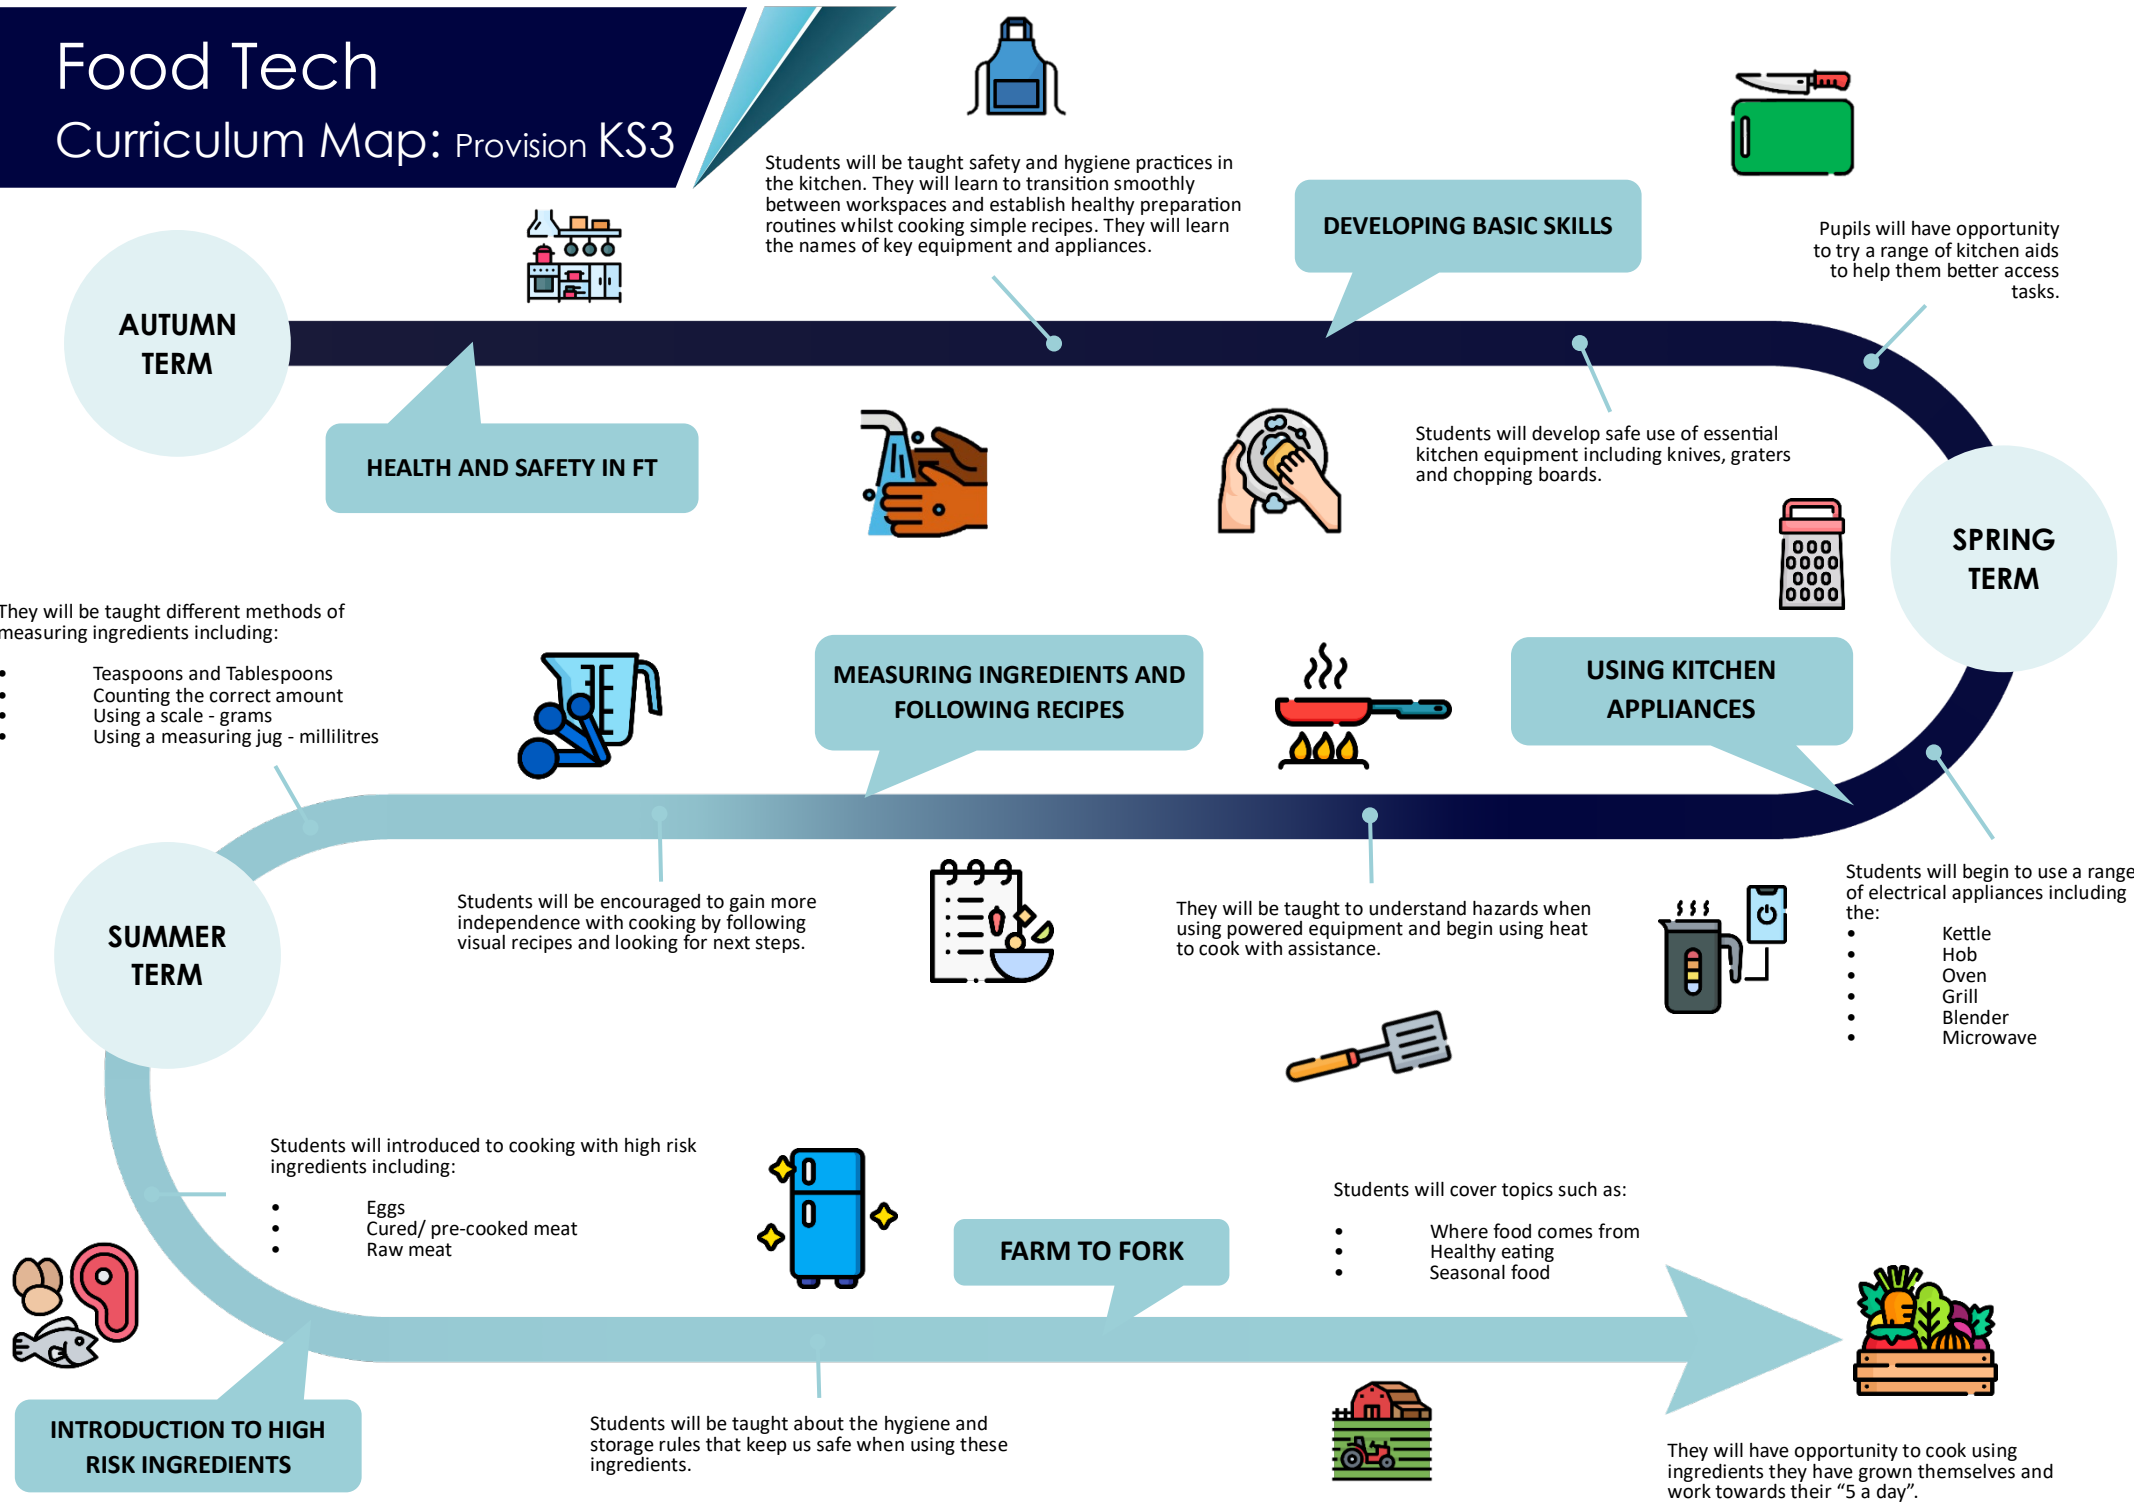 Food Tech
Curriculum Map: Provision KS3
Students will be taught safety and hygiene practices in
the kitchen. They will learn to transition smoothly
between workspaces and establish healthy preparation
routines whilst cooking simple recipes. They will learn
the names of key equipment and appliances.
DEVELOPING BASIC SKILLS
Pupils will have opportunity
to try a range of kitchen aids
to help them better access
tasks.
AUTUMN
TERM
HEALTH AND SAFETY IN FT
Students will develop safe use of essential
kitchen equipment including knives, graters
and chopping boards.
SPRING
TERM
USING KITCHEN
APPLIANCES
Students will begin to use a range
of electrical appliances including
the:
• Kettle
• Hob
• Oven
• Grill
• Blender
• Microwave
They will be taught to understand hazards when
using powered equipment and begin using heat
to cook with assistance.
MEASURING INGREDIENTS AND
FOLLOWING RECIPES
Students will be encouraged to gain more
independence with cooking by following
visual recipes and looking for next steps.
They will be taught different methods of
measuring ingredients including:
• Teaspoons and Tablespoons
• Counting the correct amount
• Using a scale - grams
• Using a measuring jug - millilitres
SUMMER
TERM
Students will introduced to cooking with high risk
ingredients including:
• Eggs
• Cured/ pre-cooked meat
• Raw meat
INTRODUCTION TO HIGH
RISK INGREDIENTS
Students will be taught about the hygiene and
storage rules that keep us safe when using these
ingredients.
FARM TO FORK
Students will cover topics such as:
• Where food comes from
• Healthy eating
• Seasonal food
They will have opportunity to cook using
ingredients they have grown themselves and
work towards their “5 a day”.